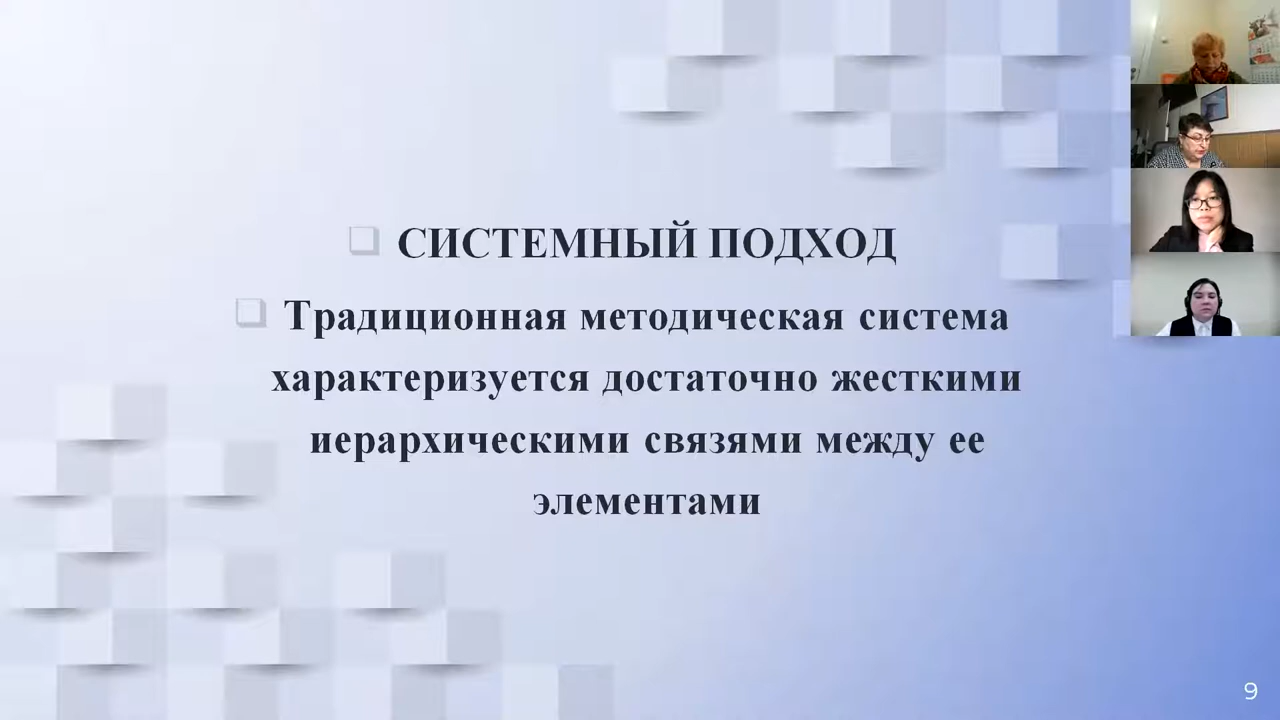 СИСТЕМНЫЙ ПОДХОД
Традиционная методическая система
характеризуется достаточно жесткими
иерархическими связями между ее
элементами
9